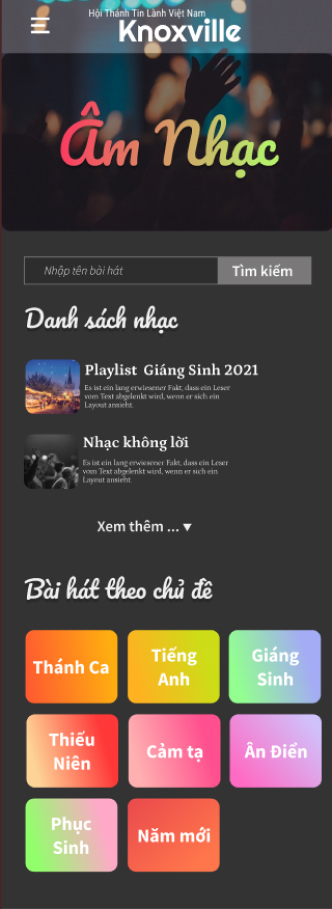 Hội Thánh Tin Lành Việt Nam
Knoxville
Âm Nhạc
Nhập tên bài hát
Tìm kiếm
Danh sách nhạc
Playlist Giáng Sinh 2021
Es ist ein lang erwiesener Fakt, dass ein Leser
vom Text abgelenkt wird, wenn er sich ein
Layout ansieht.
Nhạc không lời
Es ist ein lang erwiesener Fakt, dass ein Leser
vom Text abgelenkt wird, wenn er sich ein
Layout ansieht.
Xem thêm ... ▼
Bài hát theo chủ đề
Thánh Ca
Tiếng
Anh
Giáng
Sinh
Thiếu
Niên
Cảm tạ
Ân Điển
Phục
Sinh
Năm mới